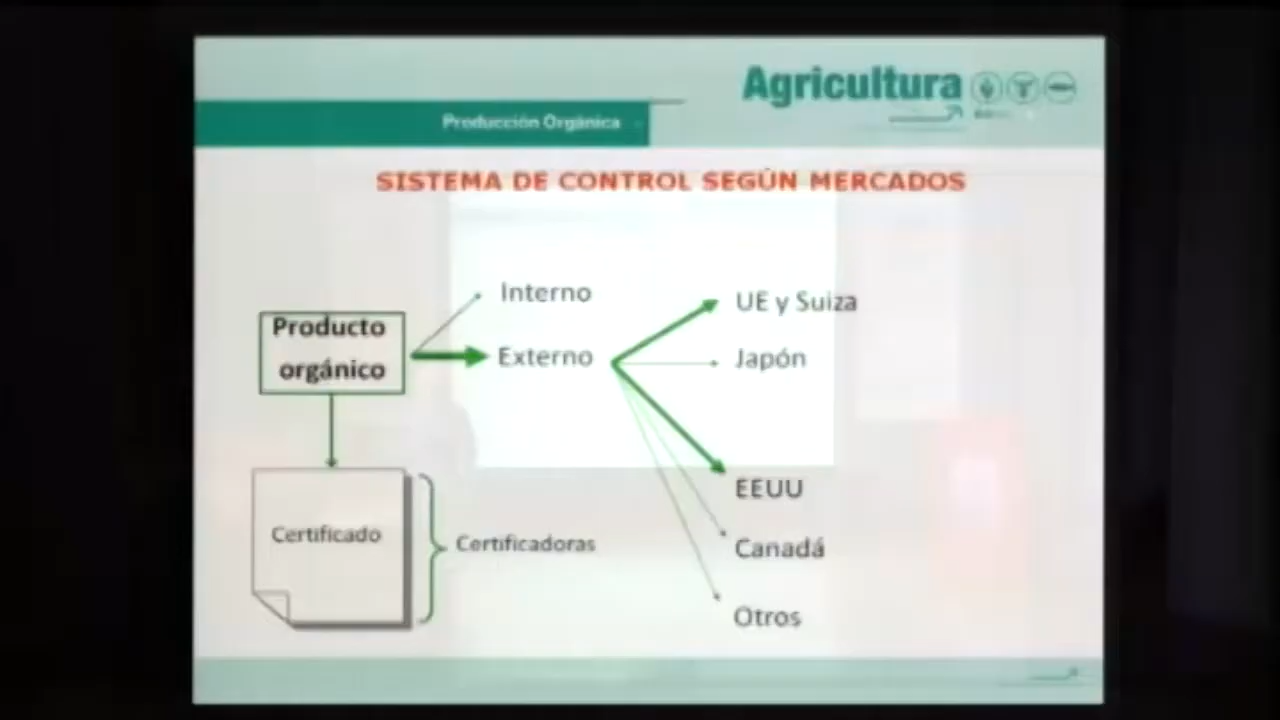 Agricultura
Producción Orgánica
SISTEMA DE CONTROL SEGÚN MERCADOS
Interno
UE y Suiza
Producto
orgánico
Externo
Japón
EEUU
Certificado
Certificadoras
Canadá
Otros